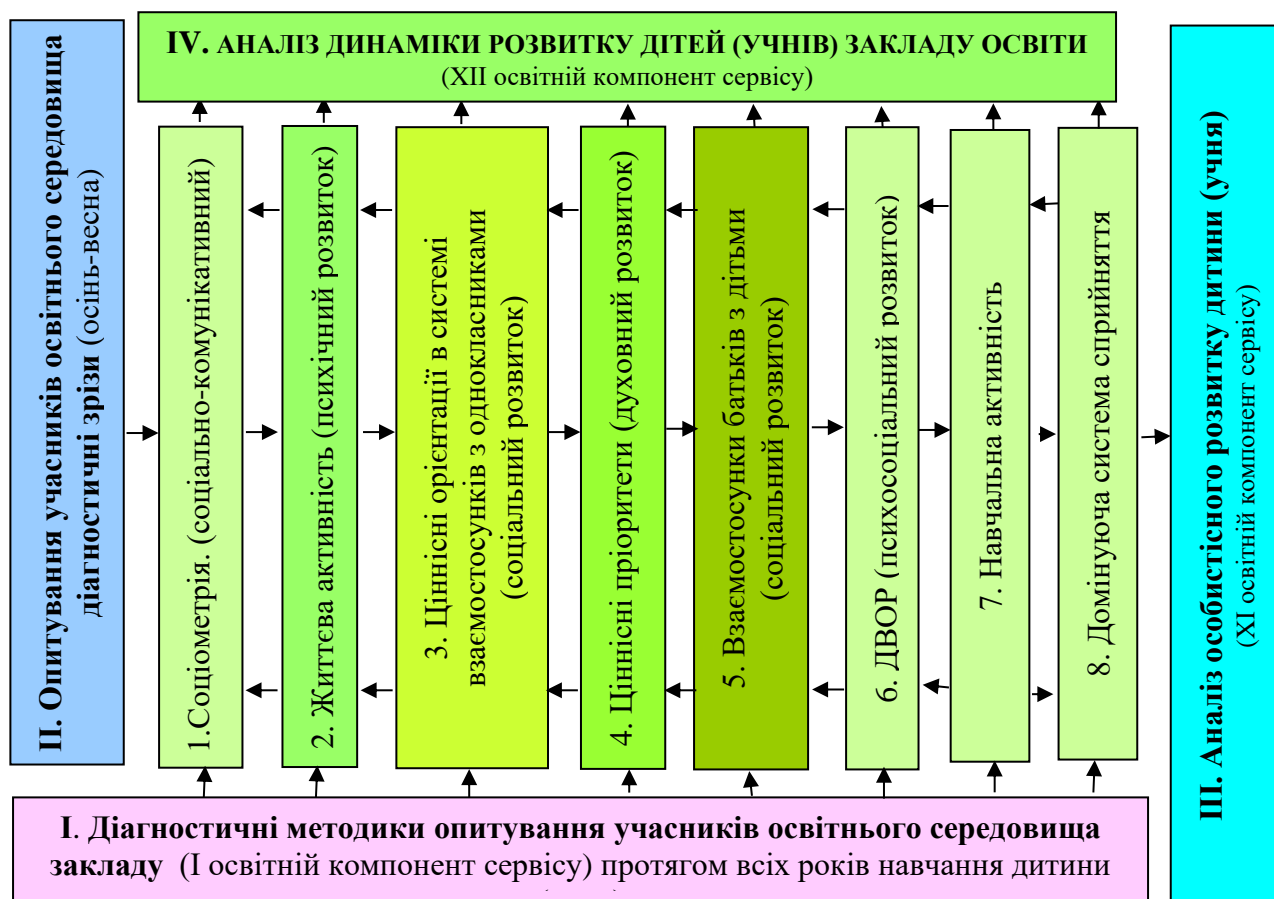 IV. АНАЛІЗ ДИНАМІКИ РОЗВИТКУ ДІТЕЙ (УЧНІВ) ЗАКЛАДУ ОСВІТИ
(XII освітній компонент сервісу)
II. Опитування учасників освітнього середовища
діагностичні зрізи (осінь-весна)
1.Соціометрія. (соціально-комунікативний)
2. Життєва активність (психічний розвиток)
3. Ціннісні орієнтації в системі
взаємостосунків з однокласниками
(соціальний розвиток)
4. Ціннісні пріоритети (духовний розвиток)
5. Взаємостосунки батьків з дітьми
(соціальний розвиток)
6. ДВОР (психосоціальний розвиток)
7. Навчальна активність
8. Домінуюча система сприйняття
III. Аналіз особистісного розвитку дитини (учня)
(XI освітній компонент сервісу)
I. Діагностичні методики опитування учасників освітнього середовища
закладу (I освітній компонент сервісу) протягом всіх років навчання дитини